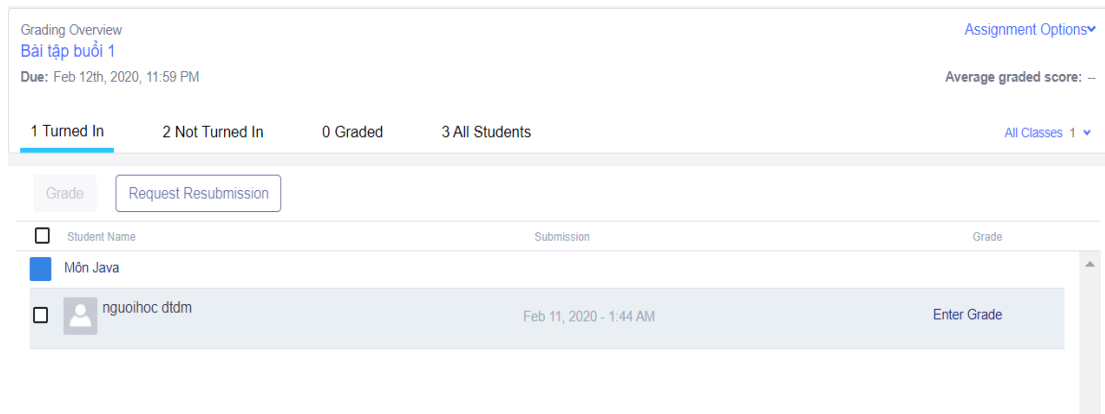 Grading Overview
Assignment Options
Bài tập buổi 1
Due: Feb 12th, 2020, 11:59 PM
Average graded score: --
1 Turned In
2 Not Turned In
0 Graded
3 All Students
All Classes 1
Grade
Request Resubmission
Student Name
Submission
Grade
Môn Java
nguoihoc dtdm
Feb 11, 2020 - 1:44 AM
Enter Grade